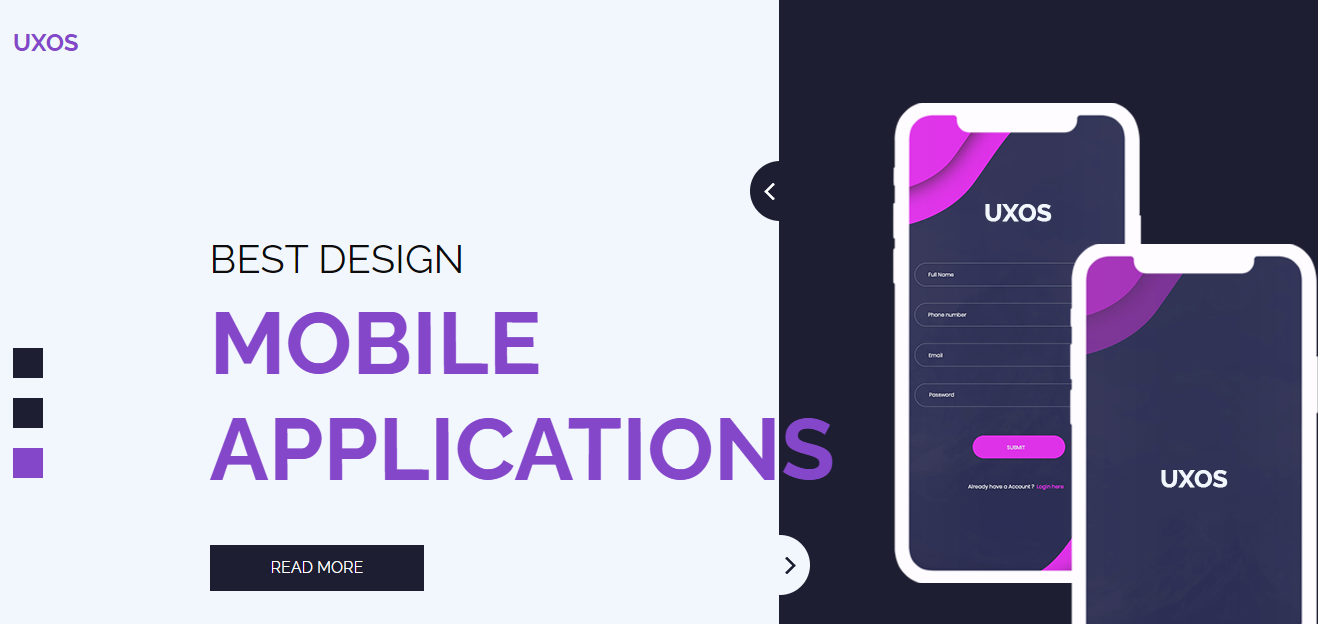 UXOS
BEST DESIGN
MOBILE
APPLICATIONS
READ MORE
UXOS
Full Name
Phone number
Email
Password
SUBMIT
Already have a Account ? Login here
UXOS